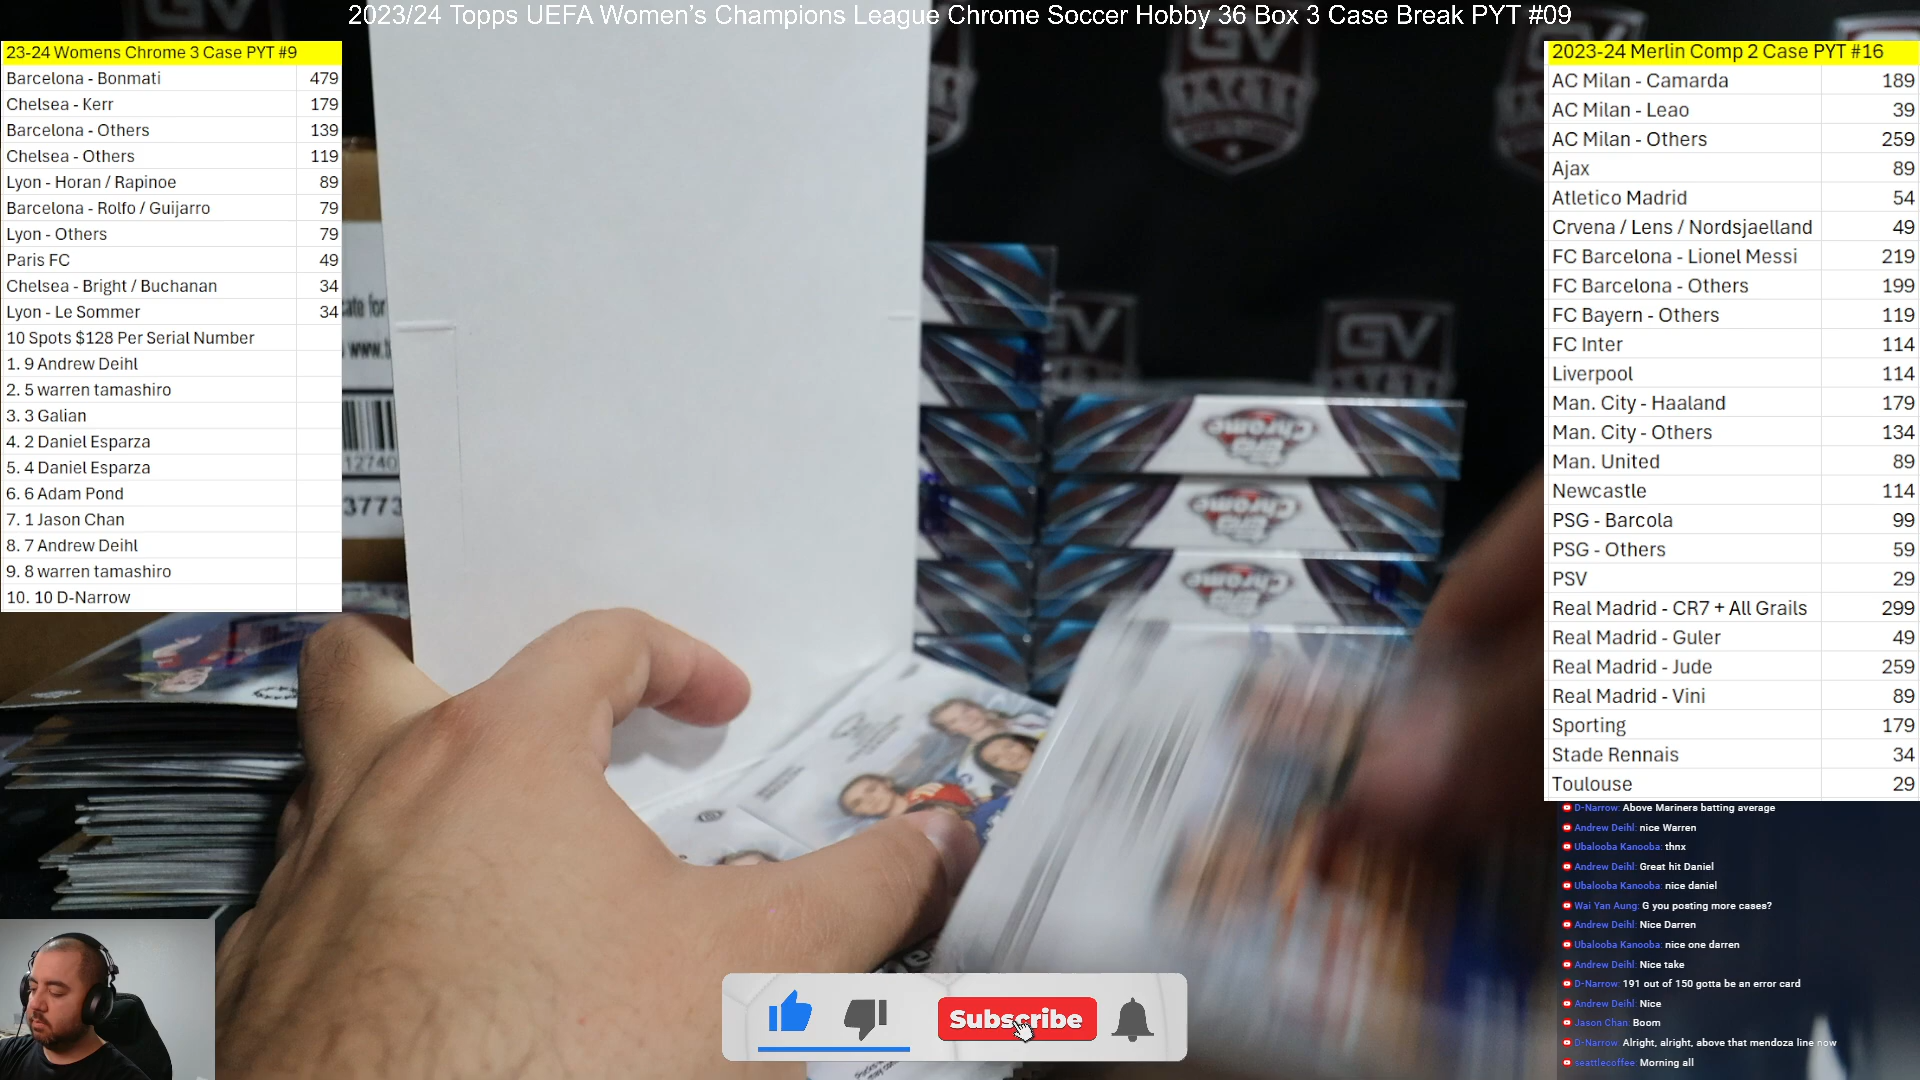 2023/24 Topps UEFA Women's Champions League Chrome Soccer Hobby 36 Box 3 Case Break PYT #09
23-24 Womens Chrome 3 Case PYT #9
Barcelona - Bonmati 479
Chelsea - Kerr 179
Barcelona - Others 139
Chelsea - Others 119
Lyon - Horan / Rapinoe 89
Barcelona - Rolfo / Guijarro 79
Lyon - Others 79
Paris FC 49
Chelsea - Bright / Buchanan 34
Lyon - Le Sommer 34
10 Spots $128 Per Serial Number
1. 9 Andrew Deihl
2. 5 warren tamashiro
3. 3 Galian
4. 2 Daniel Esparza
5. 4 Daniel Esparza
6. 6 Adam Pond
7. 1 Jason Chan
8. 7 Andrew Deihl
9. 8 warren tamashiro
10. 10 D-Narrow
2023-24 Merlin Comp 2 Case PYT #16
AC Milan - Camarda 189
AC Milan - Leao 39
AC Milan - Others 259
Ajax 89
Atletico Madrid 54
Crvena / Lens / Nordsjaelland 49
FC Barcelona - Lionel Messi 219
FC Barcelona - Others 199
FC Bayern - Others 119
FC Inter 114
Liverpool 114
Man. City - Haaland 179
Man. City - Others 134
Man. United 89
Newcastle 114
PSG - Barcola 99
PSG - Others 59
PSV 29
Real Madrid - CR7 + All Grails 299
Real Madrid - Guler 49
Real Madrid - Jude 259
Real Madrid - Vini 89
Sporting 179
Stade Rennais 34
Toulouse 29
D-Narrow: Above Mariners batting average
Andrew Deihl: nice Warren
Ubalooba Kanooba: thnx
Andrew Deihl: Great hit Daniel
Ubalooba Kanooba: nice daniel
Wai Yan Aung: G you posting more cases?
Andrew Deihl: Nice Darren
Ubalooba Kanooba: nice one darren
Andrew Deihl: Nice take
D-Narrow: 191 out of 150 gotta be an error card
Andrew Deihl: Nice
Jason Chan: Boom
D-Narrow: Alright, alright, above that mendoza line now
seattlecoffee: Morning all
GV
GV
Chrome
Chrome
Chrome
cate for
www.
12740
3773
Subscribe